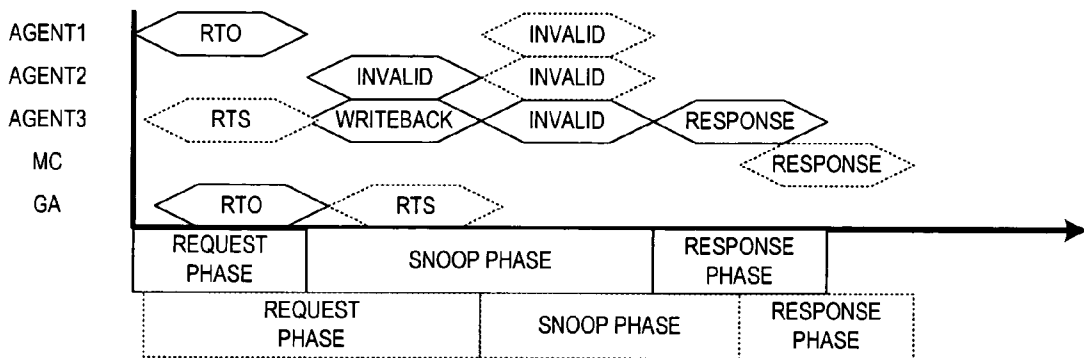 AGENT1 RTO INVALID
AGENT2 INVALID INVALID
AGENT3 RTS WRITEBACK INVALID RESPONSE
MC RESPONSE
GA RTO RTS
REQUEST PHASE SNOOP PHASE RESPONSE PHASE
REQUEST PHASE SNOOP PHASE RESPONSE PHASE